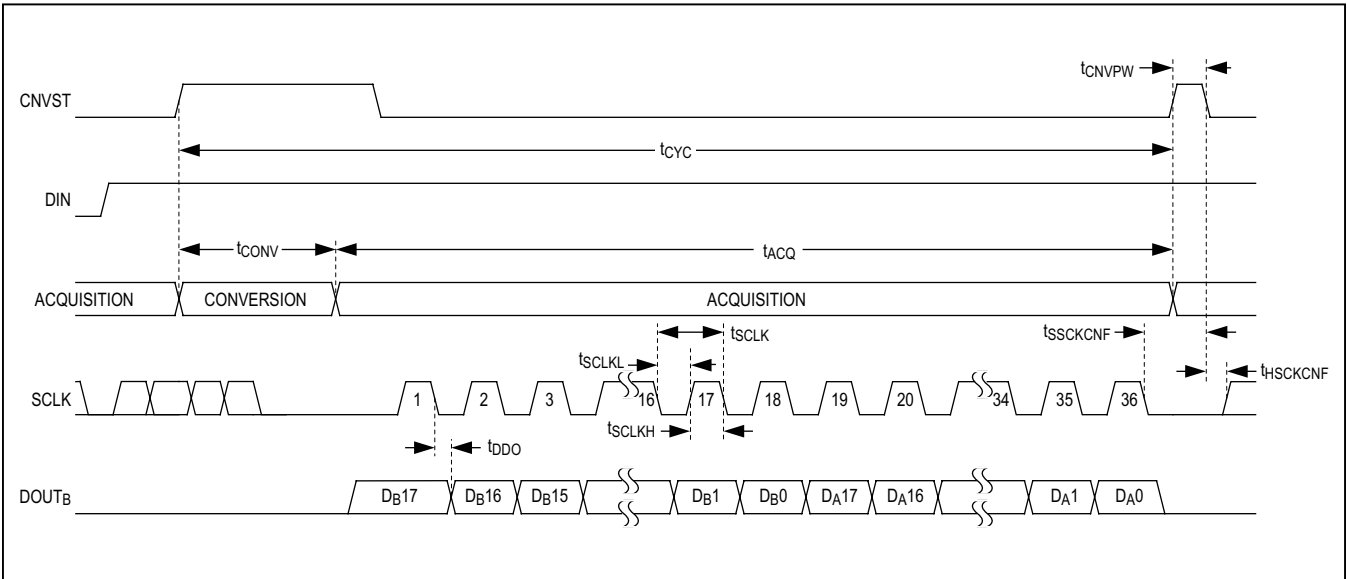 tCNVPW
CNVST
tCYC
DIN
tCONV
tACQ
ACQUISITION CONVERSION ACQUISITION
tSCLK
tSSCKCNF
tSCLKL
tHSCKCNF
SCLK 1 2 3 16 17 18 19 20 34 35 36
tSCLKH
tDDO
DOUTB DB17 DB16 DB15 DB1 DB0 DA17 DA16 DA1 DA0